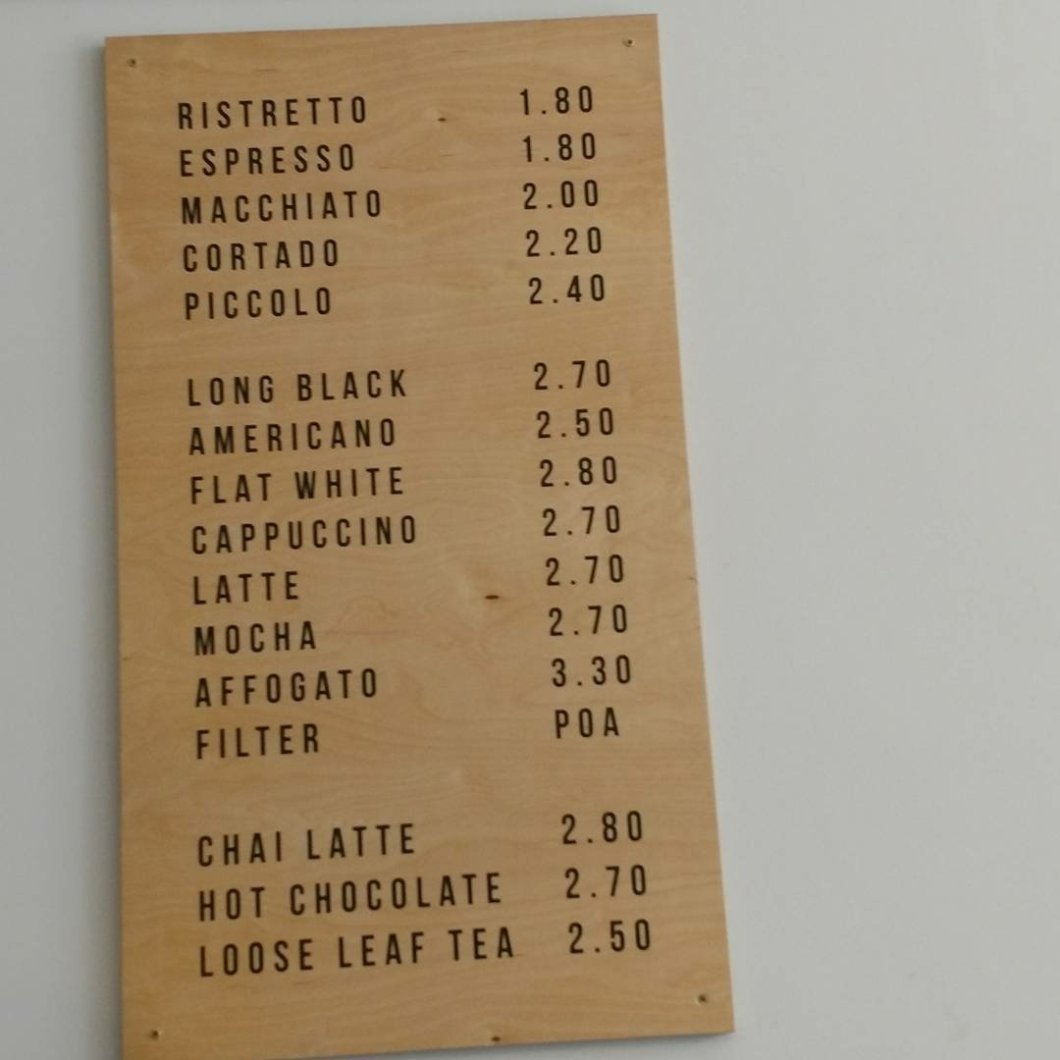 RISTRETTO 1.80
ESPRESSO 1.80
MACCHIATO 2.00
CORTADO 2.20
PICCOLO 2.40
LONG BLACK 2.70
AMERICANO 2.50
FLAT WHITE 2.80
CAPPUCCINO 2.70
LATTE 2.70
MOCHA 2.70
AFFOGATO 3.30
FILTER POA
CHAI LATTE 2.80
HOT CHOCOLATE 2.70
LOOSE LEAF TEA 2.50